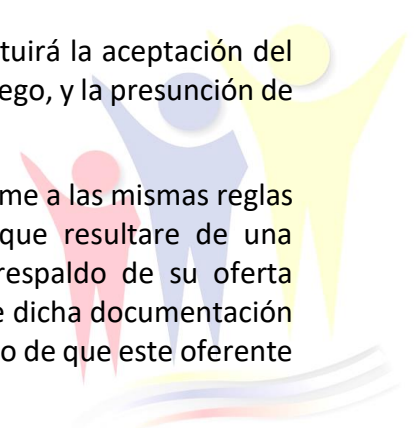 tuirá la aceptación del
ego, y la presunción de
me a las mismas reglas
que resultare de una
respaldo de su oferta
e dicha documentación
o de que este oferente